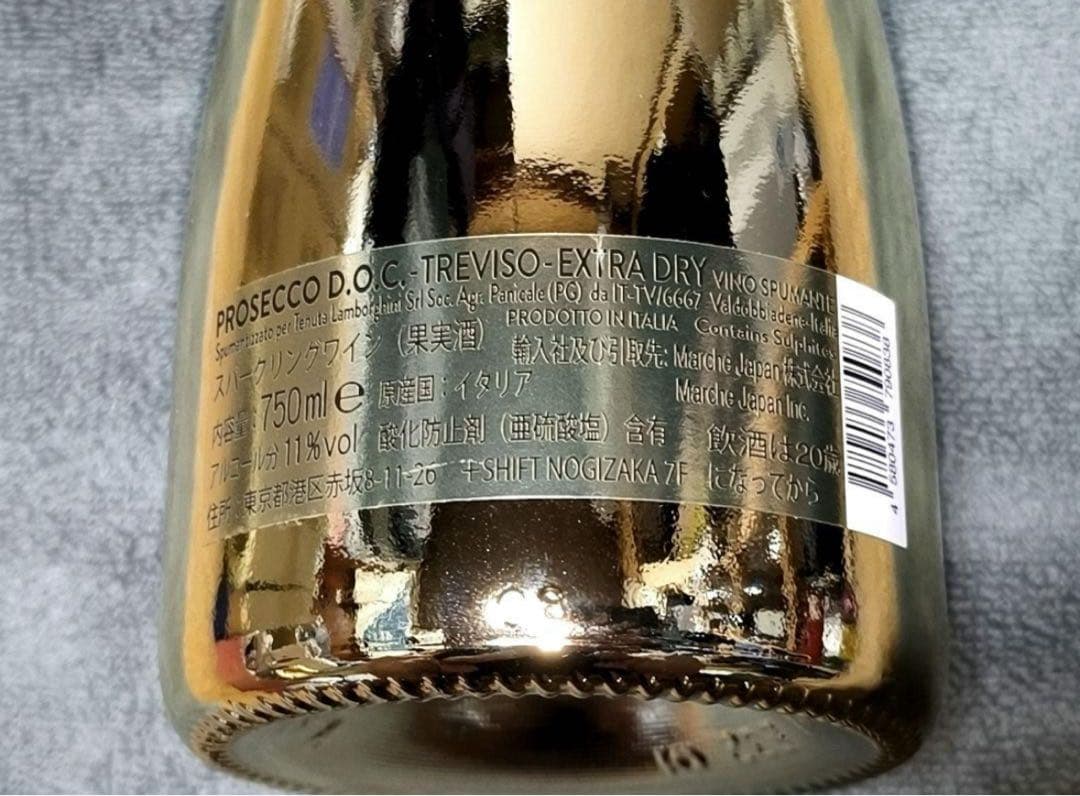 PROSECCO D.O.C. - TREVISO - EXTRA DRY VINO SPUMANTE
Spumantizzato per Tenuta Lamborghini Srl Soc. Agr. Panicale (PG) da IT-TV/6667 Valdobbiadene-Italia
PRODOTTO IN ITALIA Contains Sulphites
スパークリングワイン（果実酒）
輸入社及び引取先: Marche Japan 株式会社
Marche Japan Inc.
内容量: 750ml e 原産国：イタリア
アルコール分 11%vol 酸化防止剤（亜硫酸塩）含有
飲酒は20歳
になってから
住所：東京都港区赤坂8-11-26 +SHIFT NOGIZAKA 7F
4 580473 790838